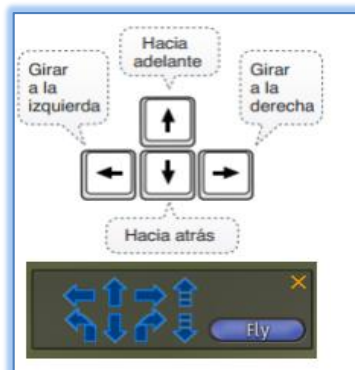 Hacia
adelante
Girar
a la
izquierda
Girar
a la
derecha
Hacia atrás
Fly